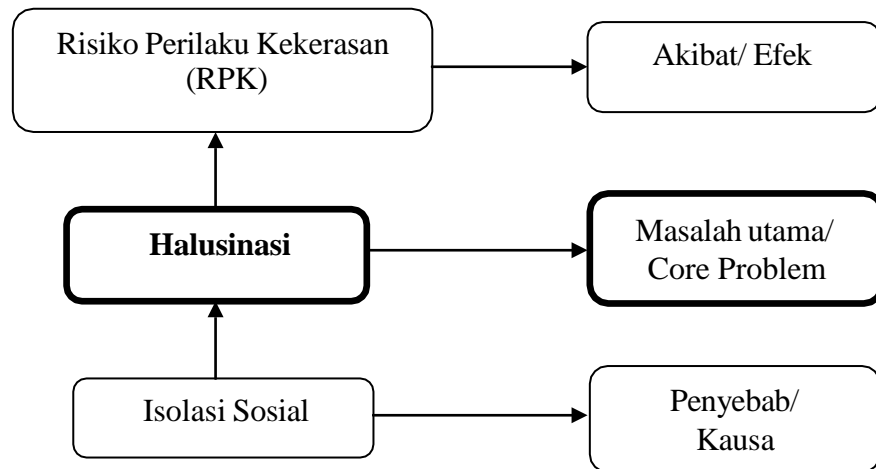 Risiko Perilaku Kekerasan
(RPK)
Akibat/ Efek
Halusinasi
Masalah utama/
Core Problem
Isolasi Sosial
Penyebab/
Kausa